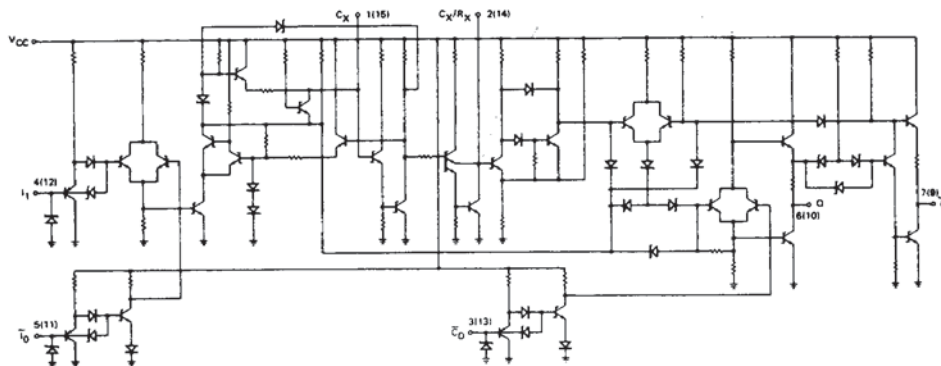 CX 1(15)
CX/RX 2(14)
VCC
I1 4(12)
7(9)
Q
6(10)
I0 5(11)
CD 3(13)